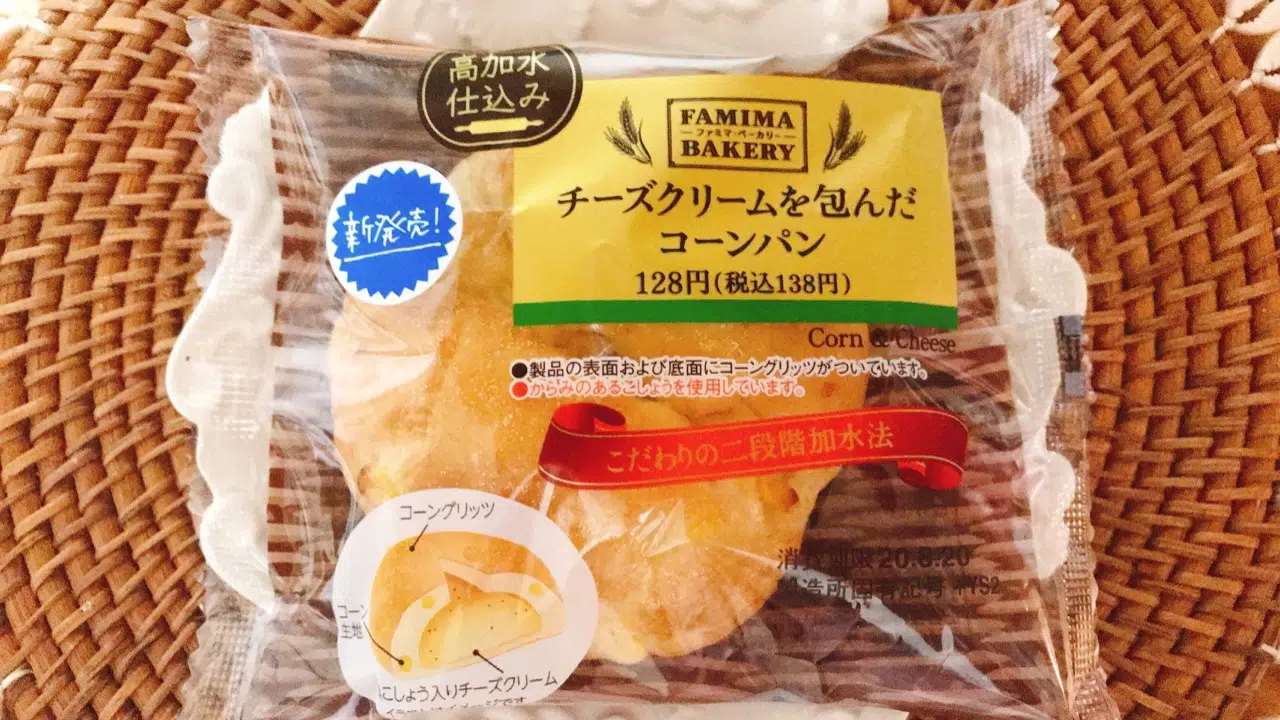 高加水
仕込み
FAMIMA
ファミマ・ベーカリー
BAKERY
チーズクリームを包んだ
コーンパン
128円(税込138円)
新発売!
Corn & Cheese
●製品の表面および底面にコーングリッツがついています。
●からみのあるこしょうを使用しています。
こだわりの二段階加水法
コーングリッツ
コーン
生地
こしょう入りチーズクリーム
消費期限20.8.20
造所固有記号